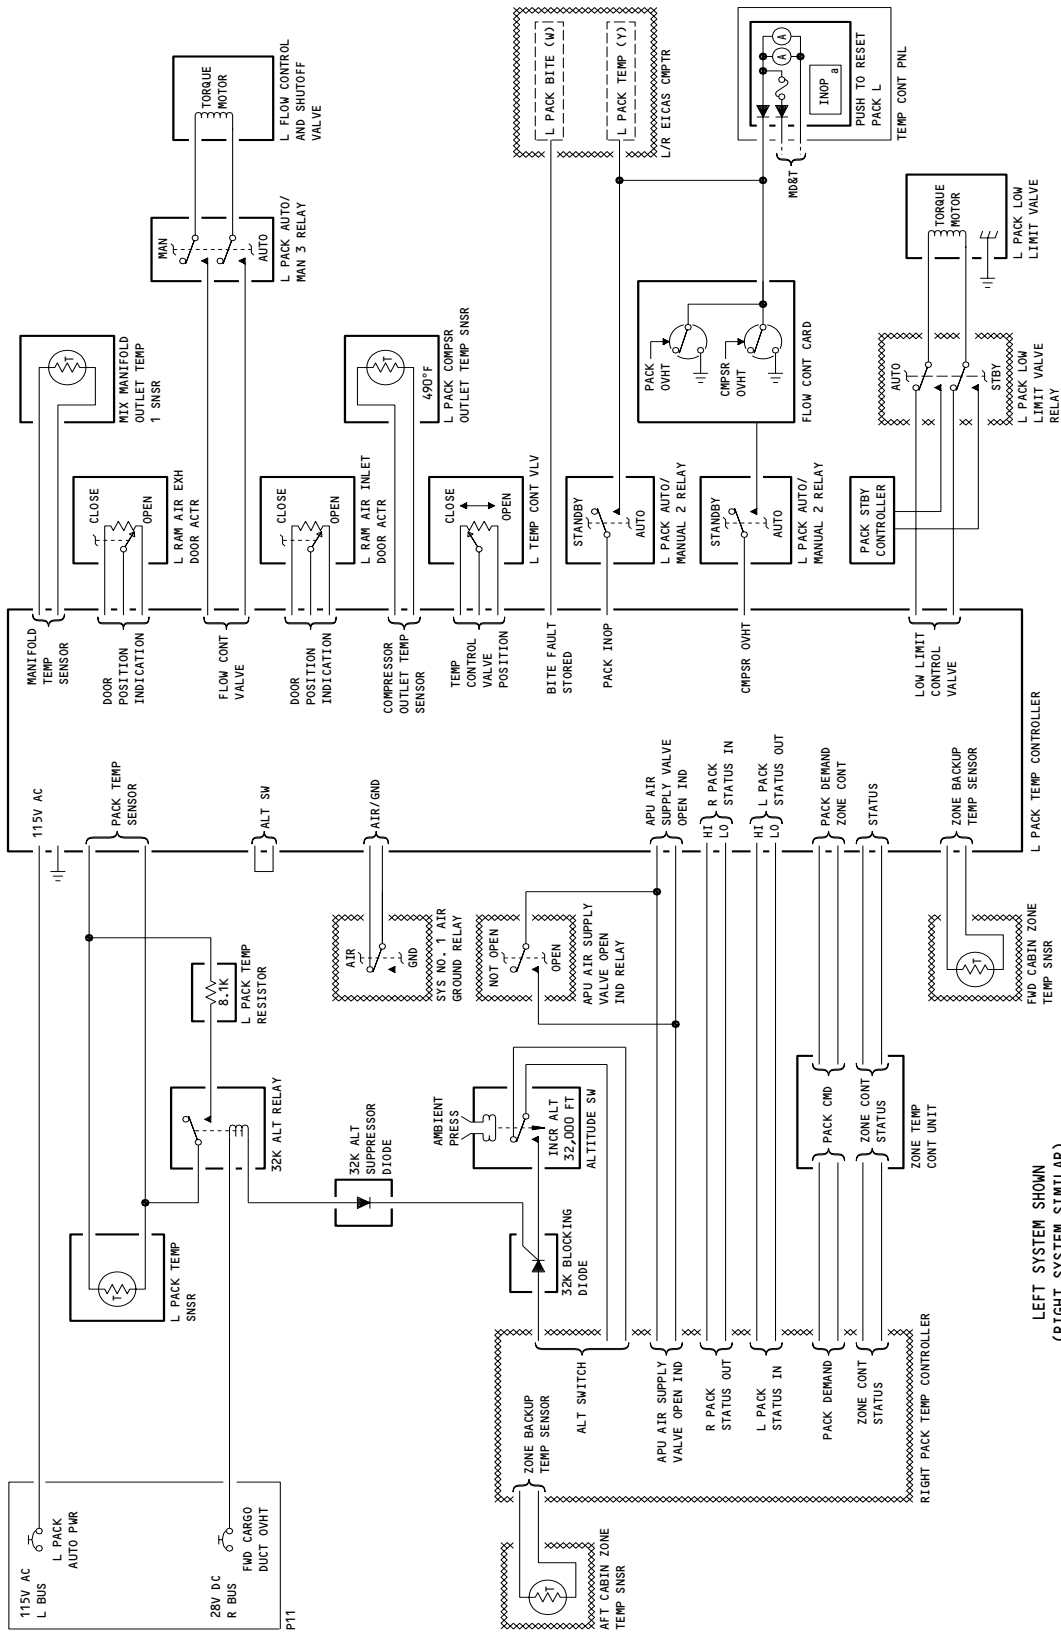 115V AC
L BUS
L PACK
AUTO PWR
28V DC
R BUS
FWD CARGO
DUCT OVHT
P11
T
L PACK TEMP
SNSR
32K ALT RELAY
8.1K
L PACK TEMP
RESISTOR
32K ALT
SUPPRESSOR
DIODE
32K BLOCKING
DIODE
AMBIENT
PRESS
INCR ALT
32,000 FT
ALTITUDE SW
AIR
GND
SYS NO. 1 AIR
GROUND RELAY
NOT OPEN
OPEN
APU AIR SUPPLY
VALVE OPEN
IND RELAY
T
AFT CABIN ZONE
TEMP SNSR
ZONE BACKUP
TEMP SENSOR
ALT SWITCH
APU AIR SUPPLY
VALVE OPEN IND
R PACK
STATUS OUT
L PACK
STATUS IN
PACK DEMAND
ZONE CONT
STATUS
RIGHT PACK TEMP CONTROLLER
PACK CMD
ZONE CONT
STATUS
ZONE TEMP
CONT UNIT
T
FWD CABIN ZONE
TEMP SNSR
115V AC
PACK TEMP
SENSOR
ALT SW
AIR/GND
APU AIR
SUPPLY VALVE
OPEN IND
HI
LO
R PACK
STATUS IN
HI
LO
L PACK
STATUS OUT
PACK DEMAND
ZONE CONT
STATUS
ZONE BACKUP
TEMP SENSOR
L PACK TEMP CONTROLLER
MANIFOLD
TEMP
SENSOR
DOOR
POSITION
INDICATION
FLOW CONT
VALVE
DOOR
POSITION
INDICATION
COMPRESSOR
OUTLET TEMP
SENSOR
TEMP
CONTROL
VALVE
POSITION
BITE FAULT
STORED
PACK INOP
CMPSR OVHT
LOW LIMIT
CONTROL
VALVE
T
MIX MANIFOLD
OUTLET TEMP
1 SNSR
CLOSE
OPEN
L RAM AIR EXH
DOOR ACTR
MAN
AUTO
L PACK AUTO/
MAN 3 RELAY
TORQUE
MOTOR
L FLOW CONTROL
AND SHUTOFF
VALVE
CLOSE
OPEN
L RAM AIR INLET
DOOR ACTR
T
490°F
L PACK COMPSR
OUTLET TEMP SNSR
CLOSE
OPEN
L TEMP CONT VLV
STANDBY
AUTO
L PACK AUTO/
MANUAL 2 RELAY
STANDBY
AUTO
L PACK AUTO/
MANUAL 2 RELAY
PACK
OVHT
CMPSR
OVHT
FLOW CONT CARD
L PACK BITE (W)
L PACK TEMP (Y)
L/R EICAS CMPTR
A
A
INOP
a
PUSH TO RESET
PACK L
TEMP CONT PNL
MD&T
PACK STBY
CONTROLLER
AUTO
STBY
L PACK LOW
LIMIT VALVE
RELAY
TORQUE
MOTOR
L PACK LOW
LIMIT VALVE
LEFT SYSTEM SHOWN
(RIGHT SYSTEM SIMILAR)